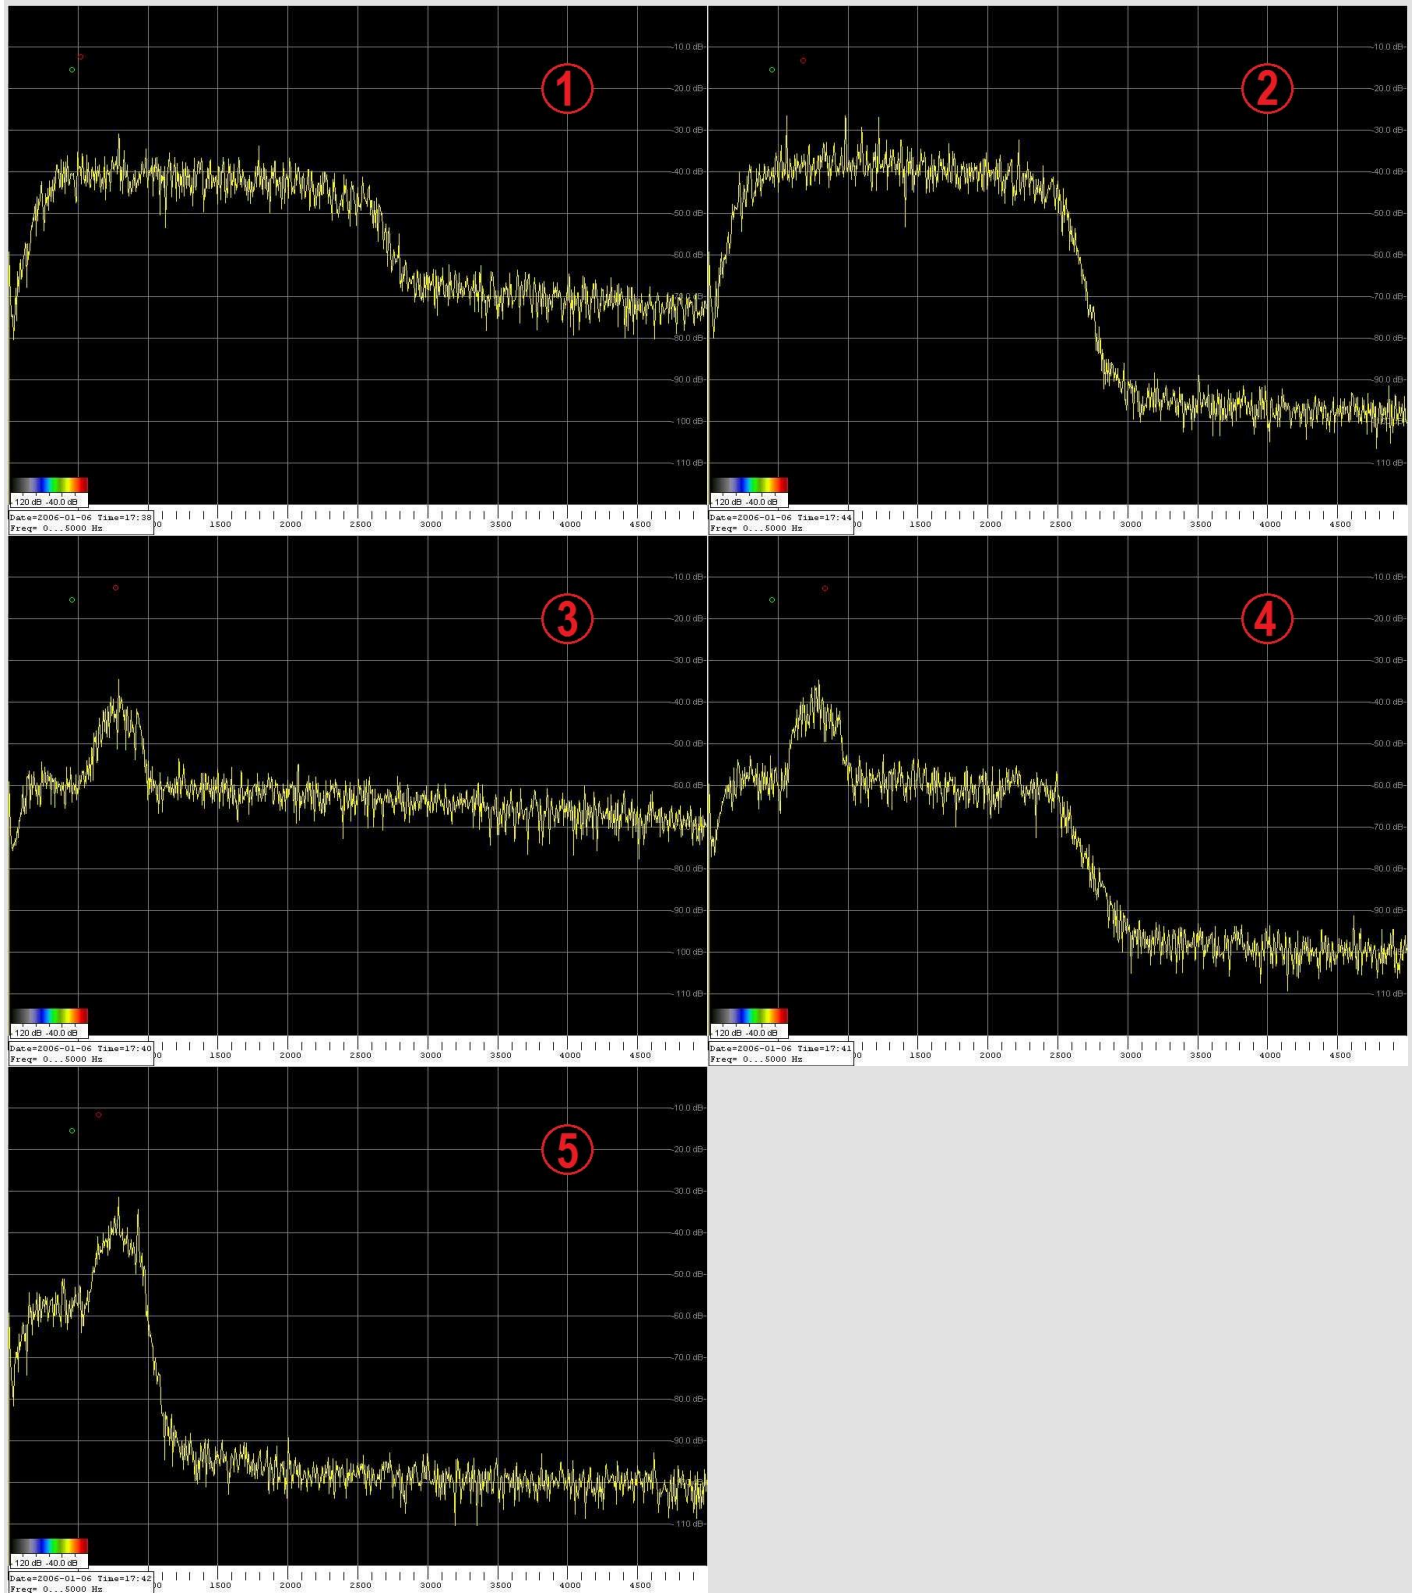 -10.0 dB-
1
-20.0 dB-
-30.0 dB-
-40.0 dB-
-50.0 dB-
-60.0 dB-
-70.0 dB-
-80.0 dB-
-90.0 dB-
-100 dB-
-110 dB-
-120 dB -40.0 dB
Date=2006-01-06 Time=17:38
Freq= 0...5000 Hz
00 1500 2000 2500 3000 3500 4000 4500
-10.0 dB-
2
-20.0 dB-
-30.0 dB-
-40.0 dB-
-50.0 dB-
-60.0 dB-
-70.0 dB-
-80.0 dB-
-90.0 dB-
-100 dB-
-110 dB-
-120 dB -40.0 dB
Date=2006-01-06 Time=17:44
Freq= 0...5000 Hz
00 1500 2000 2500 3000 3500 4000 4500
-10.0 dB-
3
-20.0 dB-
-30.0 dB-
-40.0 dB-
-50.0 dB-
-60.0 dB-
-70.0 dB-
-80.0 dB-
-90.0 dB-
-100 dB-
-110 dB-
-120 dB -40.0 dB
Date=2006-01-06 Time=17:40
Freq= 0...5000 Hz
00 1500 2000 2500 3000 3500 4000 4500
-10.0 dB-
4
-20.0 dB-
-30.0 dB-
-40.0 dB-
-50.0 dB-
-60.0 dB-
-70.0 dB-
-80.0 dB-
-90.0 dB-
-100 dB-
-110 dB-
-120 dB -40.0 dB
Date=2006-01-06 Time=17:41
Freq= 0...5000 Hz
00 1500 2000 2500 3000 3500 4000 4500
-10.0 dB-
5
-20.0 dB-
-30.0 dB-
-40.0 dB-
-50.0 dB-
-60.0 dB-
-70.0 dB-
-80.0 dB-
-90.0 dB-
-100 dB-
-110 dB-
-120 dB -40.0 dB
Date=2006-01-06 Time=17:42
Freq= 0...5000 Hz
00 1500 2000 2500 3000 3500 4000 4500